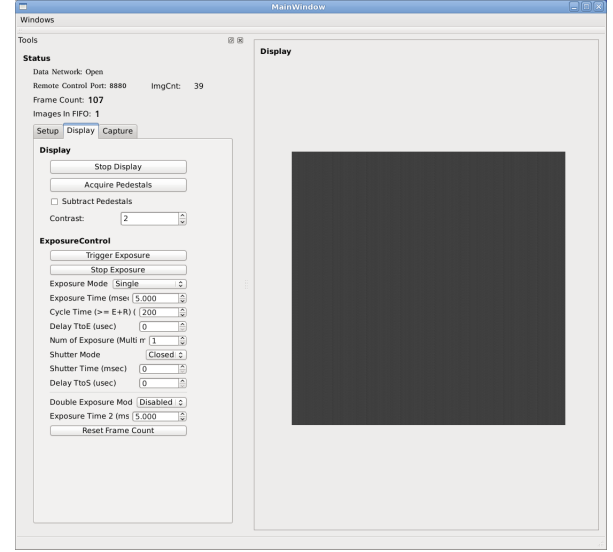 MainWindow
Windows
Tools
Status
Data Network: Open
Remote Control Port: 8880 ImgCnt: 39
Frame Count: 107
Images In FIFO: 1
Setup Display Capture
Display
Stop Display
Acquire Pedestals
Subtract Pedestals
Contrast: 2
ExposureControl
Trigger Exposure
Stop Exposure
Exposure Mode Single
Exposure Time (msec 5.000
Cycle Time (>= E+R) ( 200
Delay TtoE (usec) 0
Num of Exposure (Multi m 1
Shutter Mode Closed
Shutter Time (msec) 0
Delay TtoS (usec) 0
Double Exposure Mod Disabled
Exposure Time 2 (ms 5.000
Reset Frame Count
Display